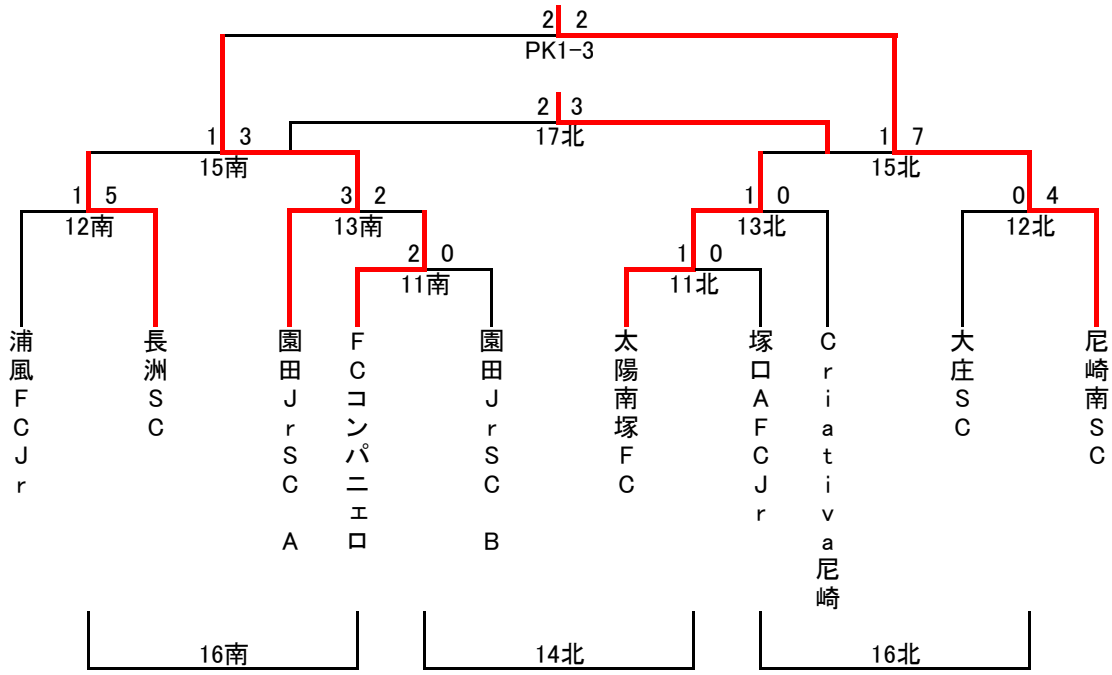 2 2
PK1-3
2 3
17北
1 3
15南
1 7
15北
1 5
12南
3 2
13南
1 0
13北
0 4
12北
2 0
11南
1 0
11北
浦風FCJr
長洲SC
園田JrSC A
FCコンパニェロ
園田JrSC B
太陽南塚FC
塚口AFCJr
Criativa尼崎
大庄SC
尼崎南SC
16南
14北
16北